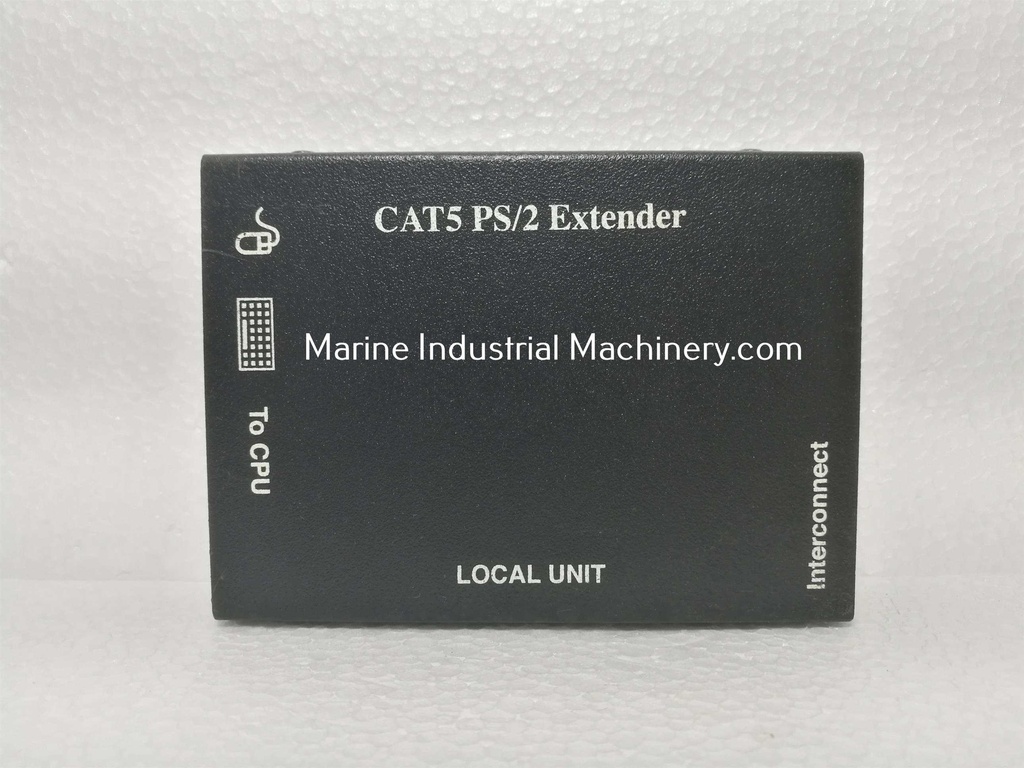 CAT5 PS/2 Extender
Marine Industrial Machinery.com
To CPU
Interconnect
LOCAL UNIT